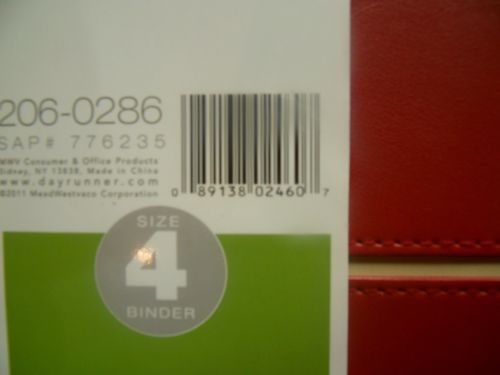 206-0286
SAP# 776235
MWV Consumer & Office Products
Sidney, NY 13838, Made in China
www.dayrunner.com
©2011 MeadWestvaco Corporation
0 89138 02460 7
SIZE
4
BINDER